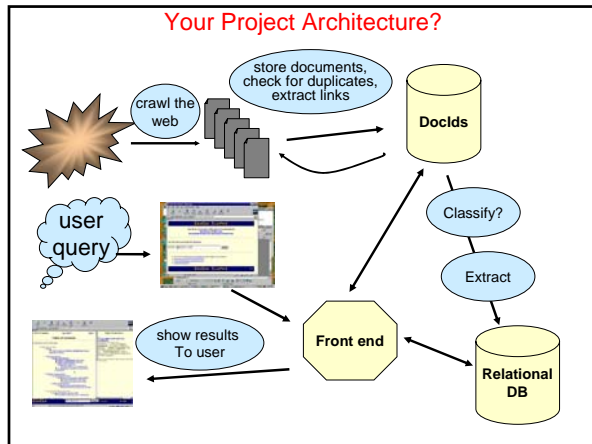 Your Project Architecture?
crawl the
web
store documents,
check for duplicates,
extract links
DocIds
user
query
Classify?
Extract
show results
To user
Front end
Relational
DB